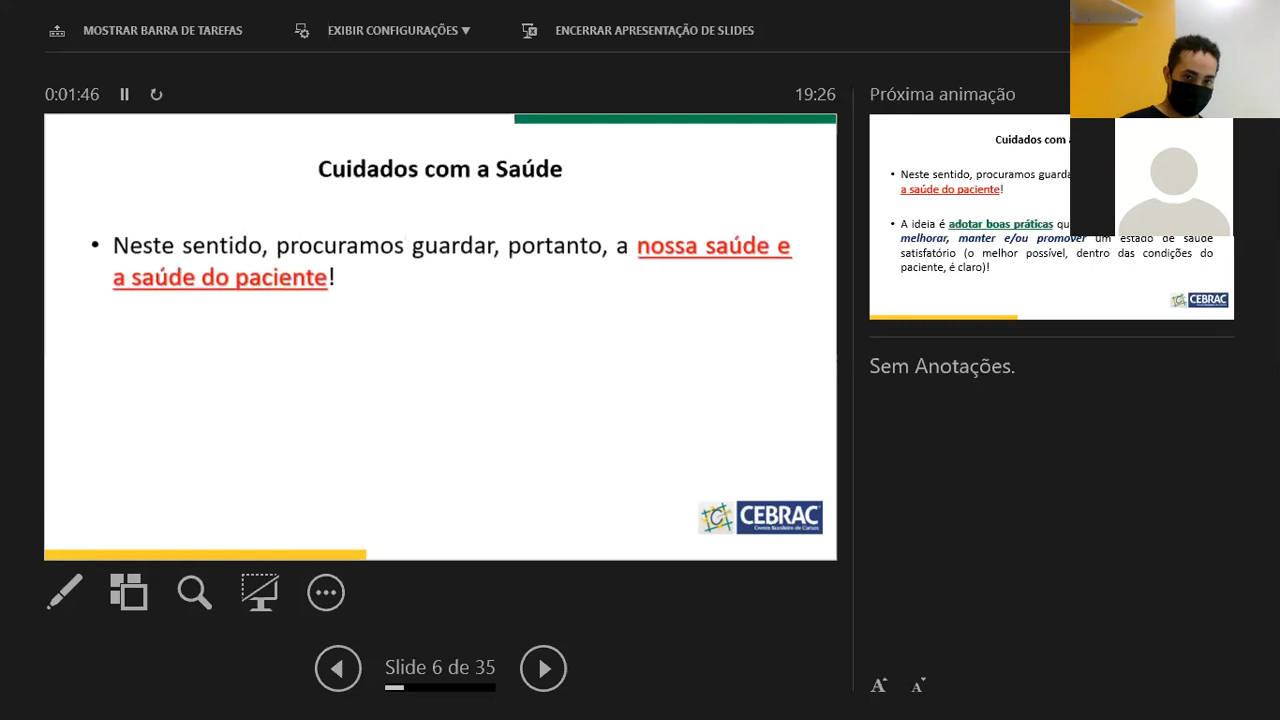 MOSTRAR BARRA DE TAREFAS
EXIBIR CONFIGURAÇÕES ▼
ENCERRAR APRESENTAÇÃO DE SLIDES
0:01:46
19:26
Cuidados com a Saúde
• Neste sentido, procuramos guardar, portanto, a nossa saúde e
a saúde do paciente!
CEBRAC
Centro Brasileiro de Cursos
Slide 6 de 35
Próxima animação
Cuidados com a
• Neste sentido, procuramos guardar
a saúde do paciente!
• A ideia é adotar boas práticas
melhorar, manter e/ou promover um estado de saúde
satisfatório (o melhor possível, dentro das condições do
paciente, é claro)!
CEBRAC
Sem Anotações.
A A